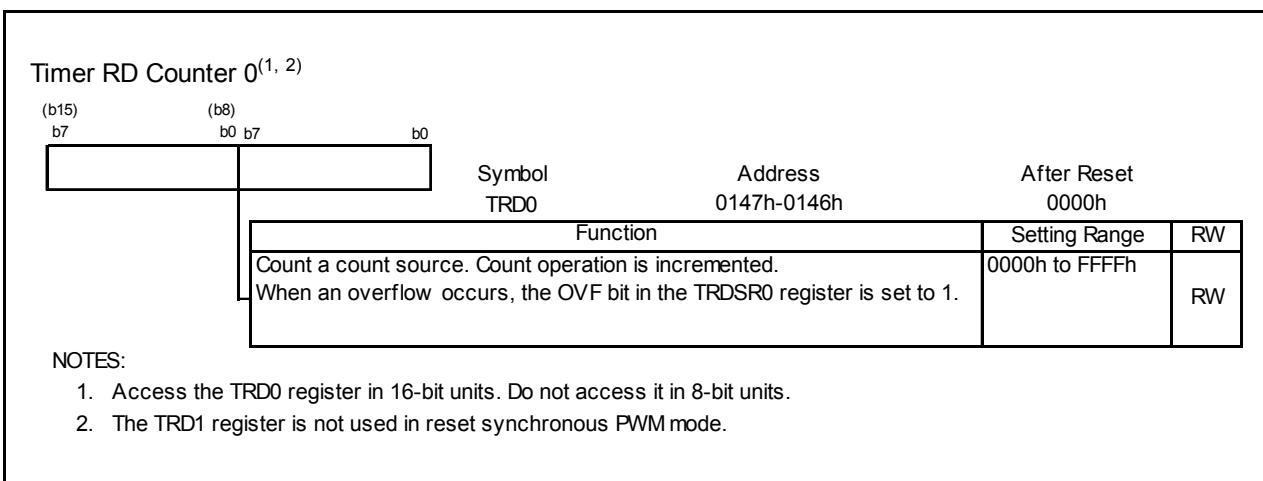 Timer RD Counter 0(1, 2)
(b15) (b8)
b7 b0 b7 b0
Symbol Address After Reset
TRD0 0147h-0146h 0000h
Function Setting Range RW
Count a count source. Count operation is incremented. 0000h to FFFFh
When an overflow occurs, the OVF bit in the TRDSR0 register is set to 1. RW
NOTES:
1. Access the TRD0 register in 16-bit units. Do not access it in 8-bit units.
2. The TRD1 register is not used in reset synchronous PWM mode.